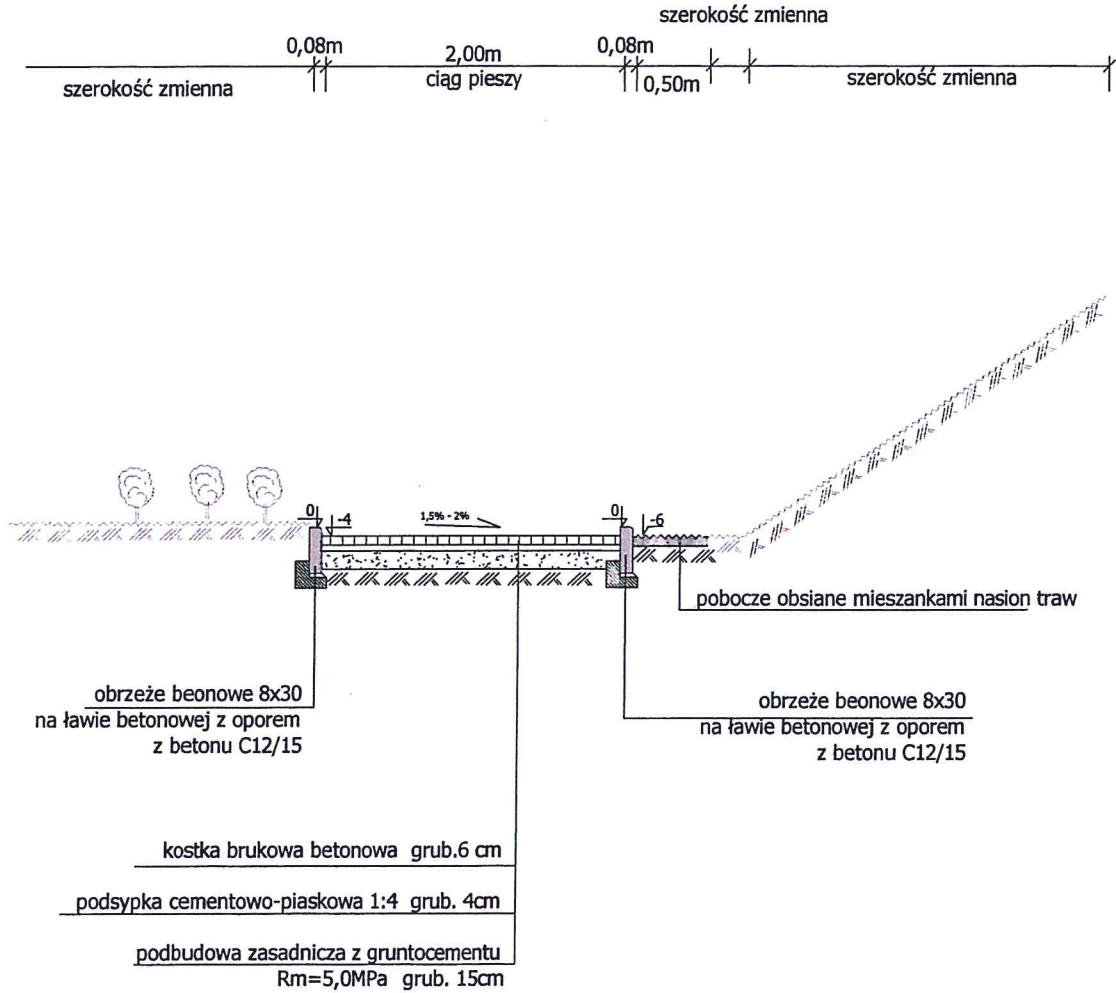 szerokość zmienna
0,08m
2,00m
0,08m
szerokość zmienna
ciąg pieszy
0,50m
szerokość zmienna
0
-4
1,5% - 2%
0
-6
pobocze obsiane mieszankami nasion traw
obrzeże beonowe 8x30
na ławie betonowej z oporem
z betonu C12/15
obrzeże beonowe 8x30
na ławie betonowej z oporem
z betonu C12/15
kostka brukowa betonowa grub.6 cm
podsypka cementowo-piaskowa 1:4 grub. 4cm
podbudowa zasadnicza z gruntocementu
Rm=5,0MPa grub. 15cm